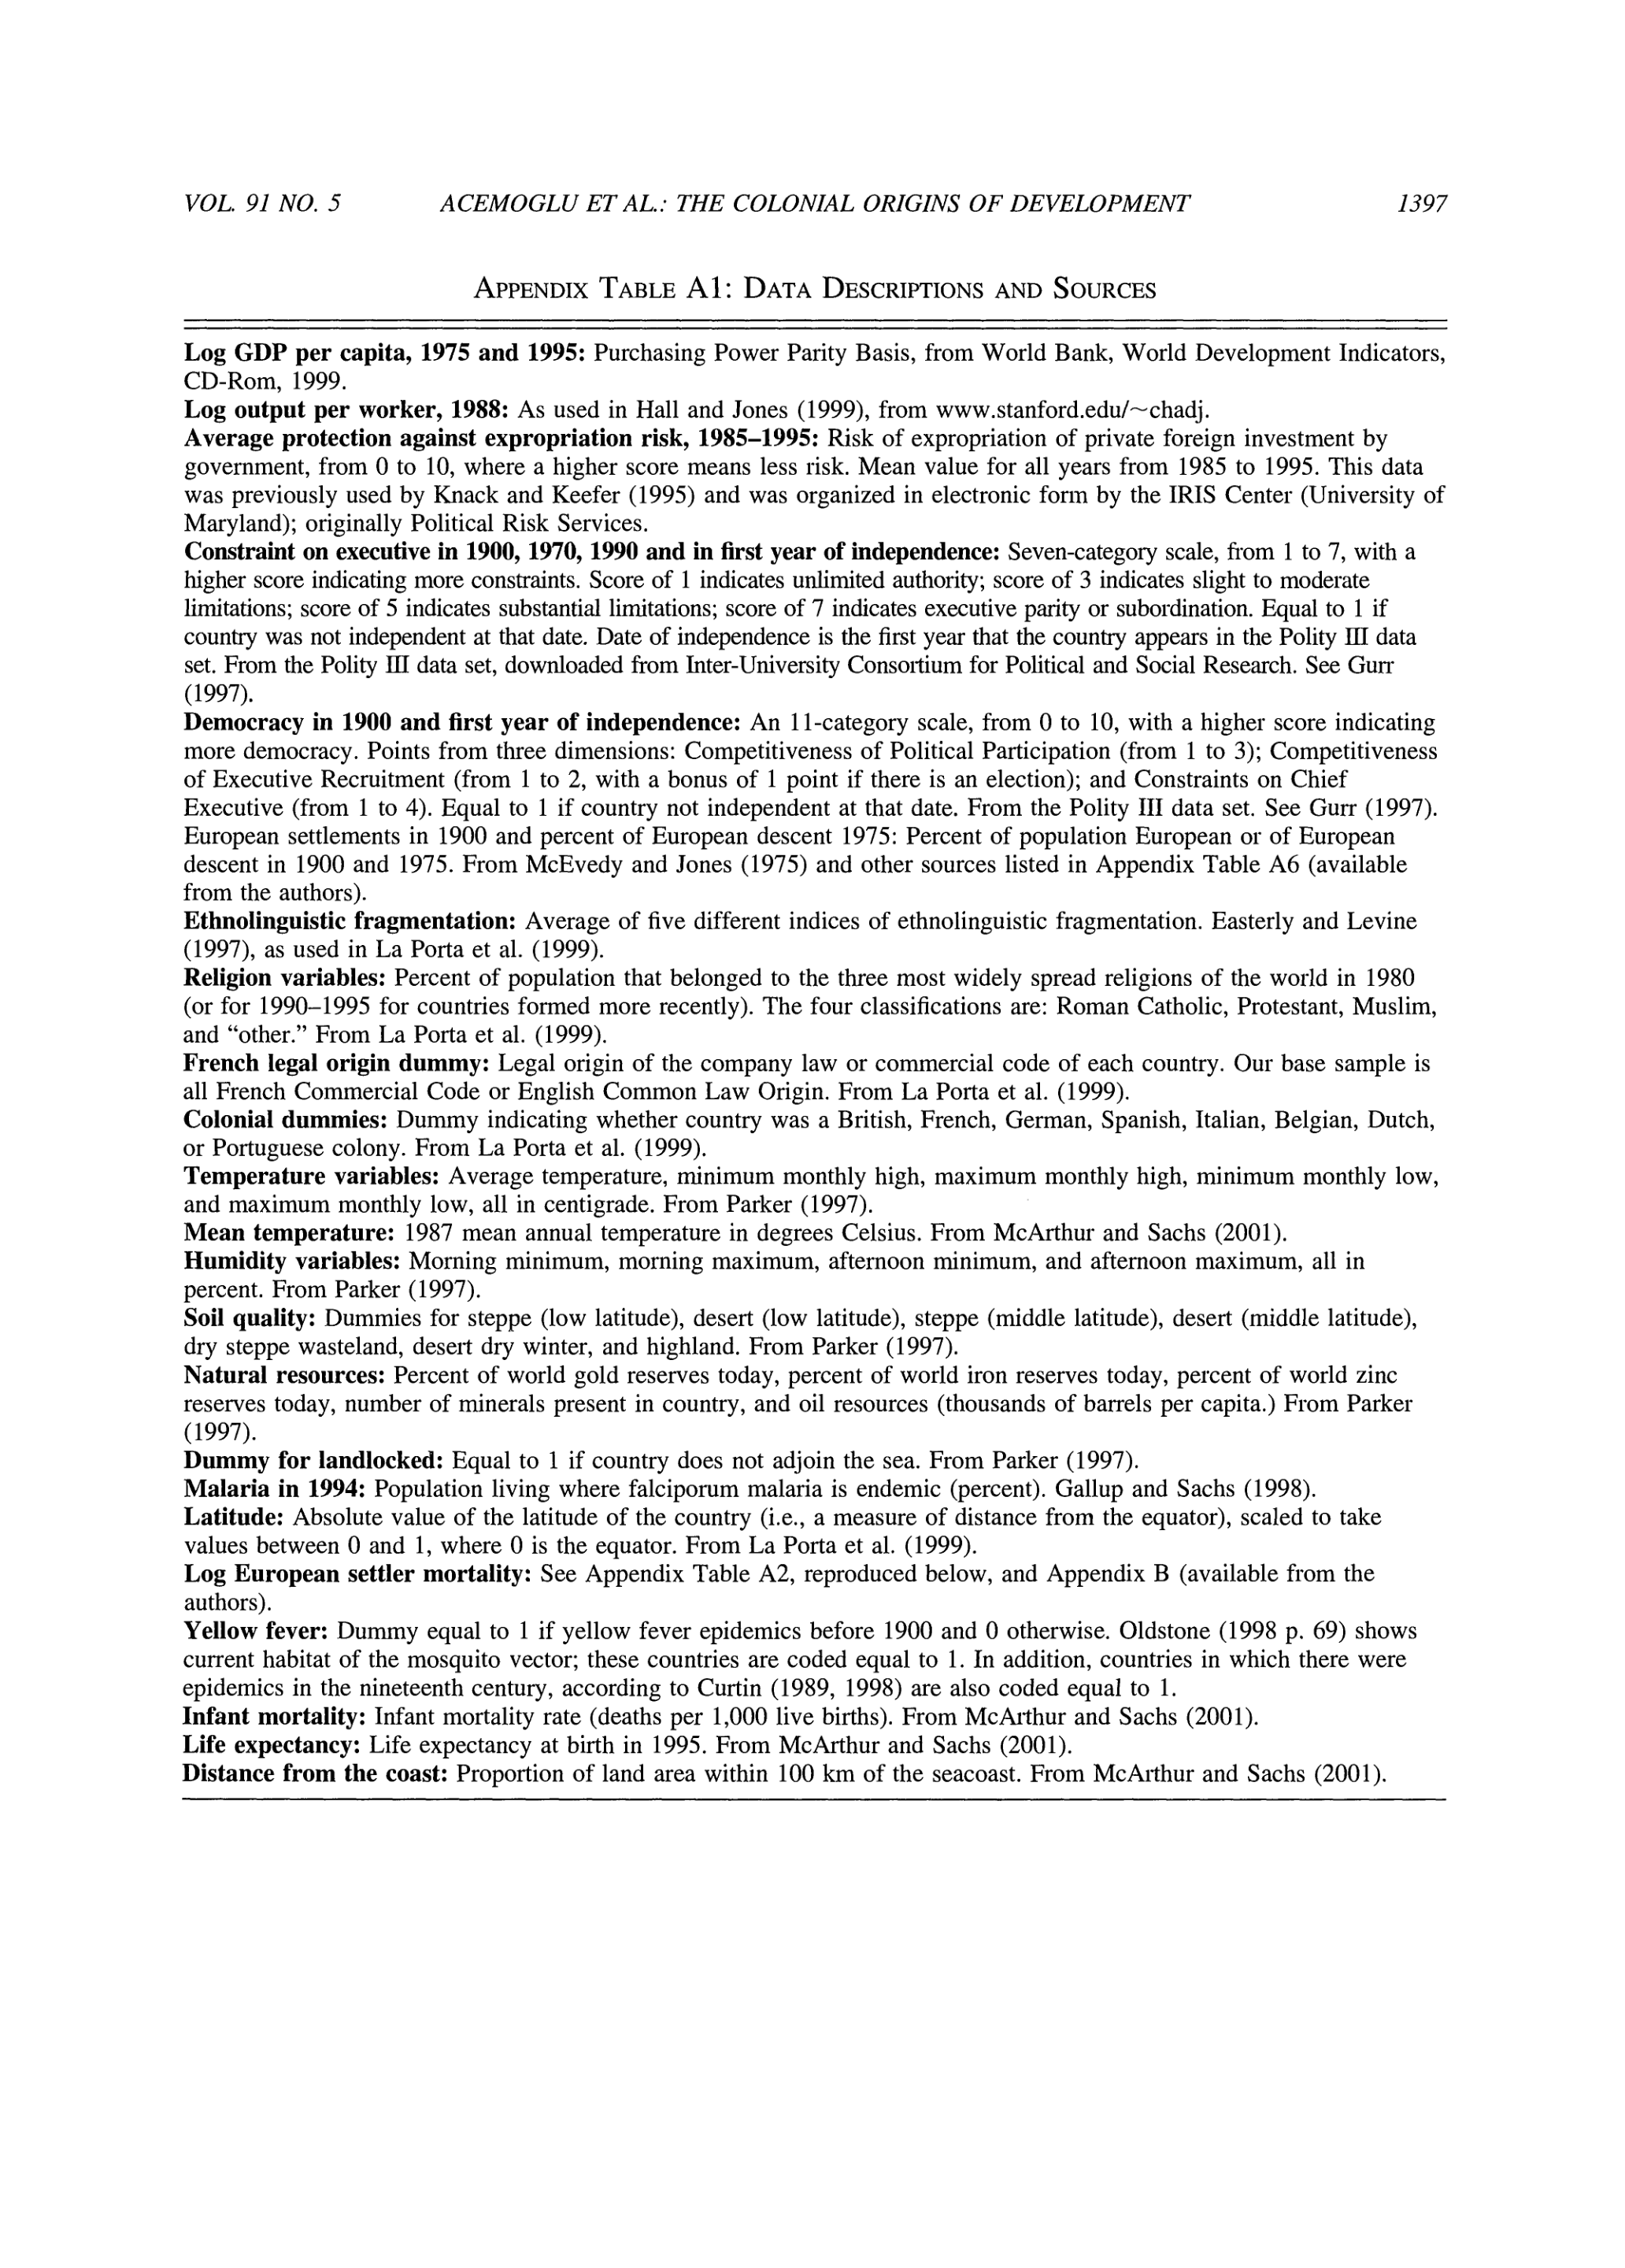 VOL. 91 NO. 5 ACEMOGLU ET AL.: THE COLONIAL ORIGINS OF DEVELOPMENT 1397
APPENDIX TABLE A1: DATA DESCRIPTIONS AND SOURCES
Log GDP per capita, 1975 and 1995: Purchasing Power Parity Basis, from World Bank, World Development Indicators,
CD-Rom, 1999.
Log output per worker, 1988: As used in Hall and Jones (1999), from www.stanford.edu/~chadj.
Average protection against expropriation risk, 1985–1995: Risk of expropriation of private foreign investment by
government, from 0 to 10, where a higher score means less risk. Mean value for all years from 1985 to 1995. This data
was previously used by Knack and Keefer (1995) and was organized in electronic form by the IRIS Center (University of
Maryland); originally Political Risk Services.
Constraint on executive in 1900, 1970, 1990 and in first year of independence: Seven-category scale, from 1 to 7, with a
higher score indicating more constraints. Score of 1 indicates unlimited authority; score of 3 indicates slight to moderate
limitations; score of 5 indicates substantial limitations; score of 7 indicates executive parity or subordination. Equal to 1 if
country was not independent at that date. Date of independence is the first year that the country appears in the Polity III data
set. From the Polity III data set, downloaded from Inter-University Consortium for Political and Social Research. See Gurr
(1997).
Democracy in 1900 and first year of independence: An 11-category scale, from 0 to 10, with a higher score indicating
more democracy. Points from three dimensions: Competitiveness of Political Participation (from 1 to 3); Competitiveness
of Executive Recruitment (from 1 to 2, with a bonus of 1 point if there is an election); and Constraints on Chief
Executive (from 1 to 4). Equal to 1 if country not independent at that date. From the Polity III data set. See Gurr (1997).
European settlements in 1900 and percent of European descent 1975: Percent of population European or of European
descent in 1900 and 1975. From McEvedy and Jones (1975) and other sources listed in Appendix Table A6 (available
from the authors).
Ethnolinguistic fragmentation: Average of five different indices of ethnolinguistic fragmentation. Easterly and Levine
(1997), as used in La Porta et al. (1999).
Religion variables: Percent of population that belonged to the three most widely spread religions of the world in 1980
(or for 1990–1995 for countries formed more recently). The four classifications are: Roman Catholic, Protestant, Muslim,
and “other.” From La Porta et al. (1999).
French legal origin dummy: Legal origin of the company law or commercial code of each country. Our base sample is
all French Commercial Code or English Common Law Origin. From La Porta et al. (1999).
Colonial dummies: Dummy indicating whether country was a British, French, German, Spanish, Italian, Belgian, Dutch,
or Portuguese colony. From La Porta et al. (1999).
Temperature variables: Average temperature, minimum monthly high, maximum monthly high, minimum monthly low,
and maximum monthly low, all in centigrade. From Parker (1997).
Mean temperature: 1987 mean annual temperature in degrees Celsius. From McArthur and Sachs (2001).
Humidity variables: Morning minimum, morning maximum, afternoon minimum, and afternoon maximum, all in
percent. From Parker (1997).
Soil quality: Dummies for steppe (low latitude), desert (low latitude), steppe (middle latitude), desert (middle latitude),
dry steppe wasteland, desert dry winter, and highland. From Parker (1997).
Natural resources: Percent of world gold reserves today, percent of world iron reserves today, percent of world zinc
reserves today, number of minerals present in country, and oil resources (thousands of barrels per capita.) From Parker
(1997).
Dummy for landlocked: Equal to 1 if country does not adjoin the sea. From Parker (1997).
Malaria in 1994: Population living where falciporum malaria is endemic (percent). Gallup and Sachs (1998).
Latitude: Absolute value of the latitude of the country (i.e., a measure of distance from the equator), scaled to take
values between 0 and 1, where 0 is the equator. From La Porta et al. (1999).
Log European settler mortality: See Appendix Table A2, reproduced below, and Appendix B (available from the
authors).
Yellow fever: Dummy equal to 1 if yellow fever epidemics before 1900 and 0 otherwise. Oldstone (1998 p. 69) shows
current habitat of the mosquito vector; these countries are coded equal to 1. In addition, countries in which there were
epidemics in the nineteenth century, according to Curtin (1989, 1998) are also coded equal to 1.
Infant mortality: Infant mortality rate (deaths per 1,000 live births). From McArthur and Sachs (2001).
Life expectancy: Life expectancy at birth in 1995. From McArthur and Sachs (2001).
Distance from the coast: Proportion of land area within 100 km of the seacoast. From McArthur and Sachs (2001).